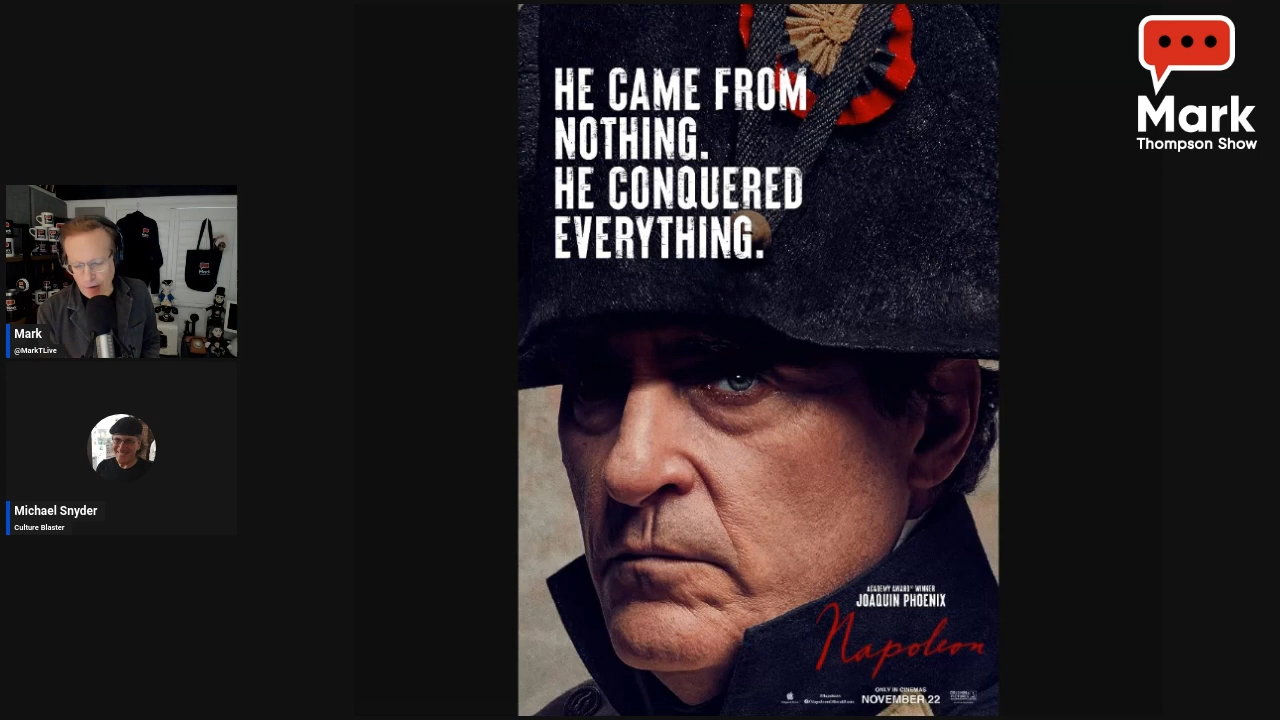 HE CAME FROM
NOTHING.
HE CONQUERED
EVERYTHING.
ACADEMY AWARD® WINNER
JOAQUIN PHOENIX
Napoleon
ONLY IN CINEMAS
NOVEMBER 22
Mark
Thompson Show
Mark
@MarkTLive
Michael Snyder
Culture Blaster